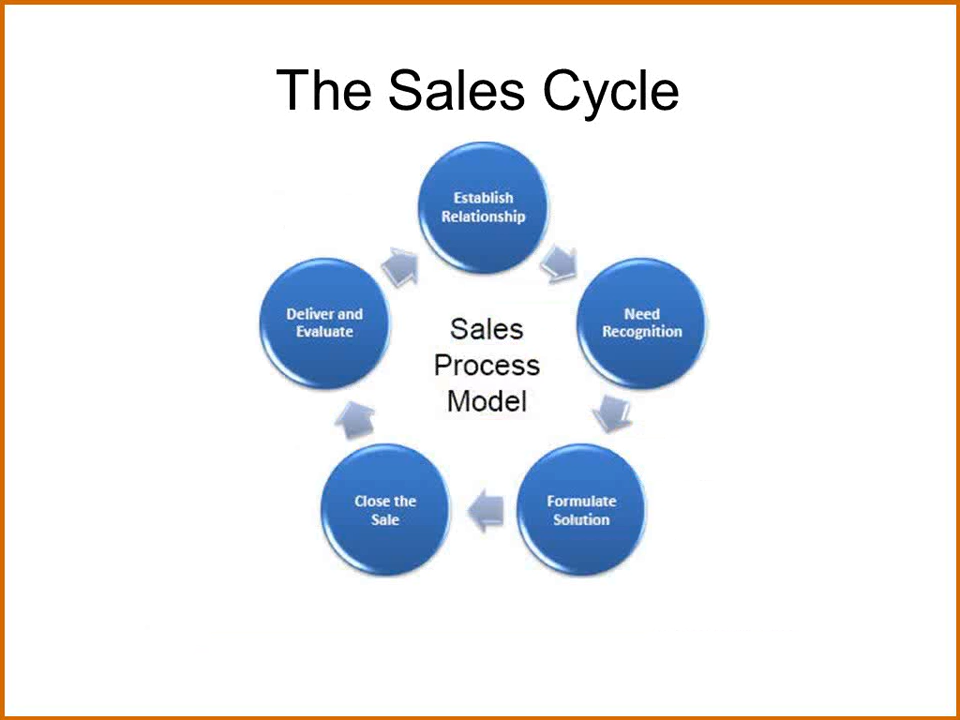 The Sales Cycle
Establish
Relationship
Need
Recognition
Formulate
Solution
Close the
Sale
Deliver and
Evaluate
Sales
Process
Model